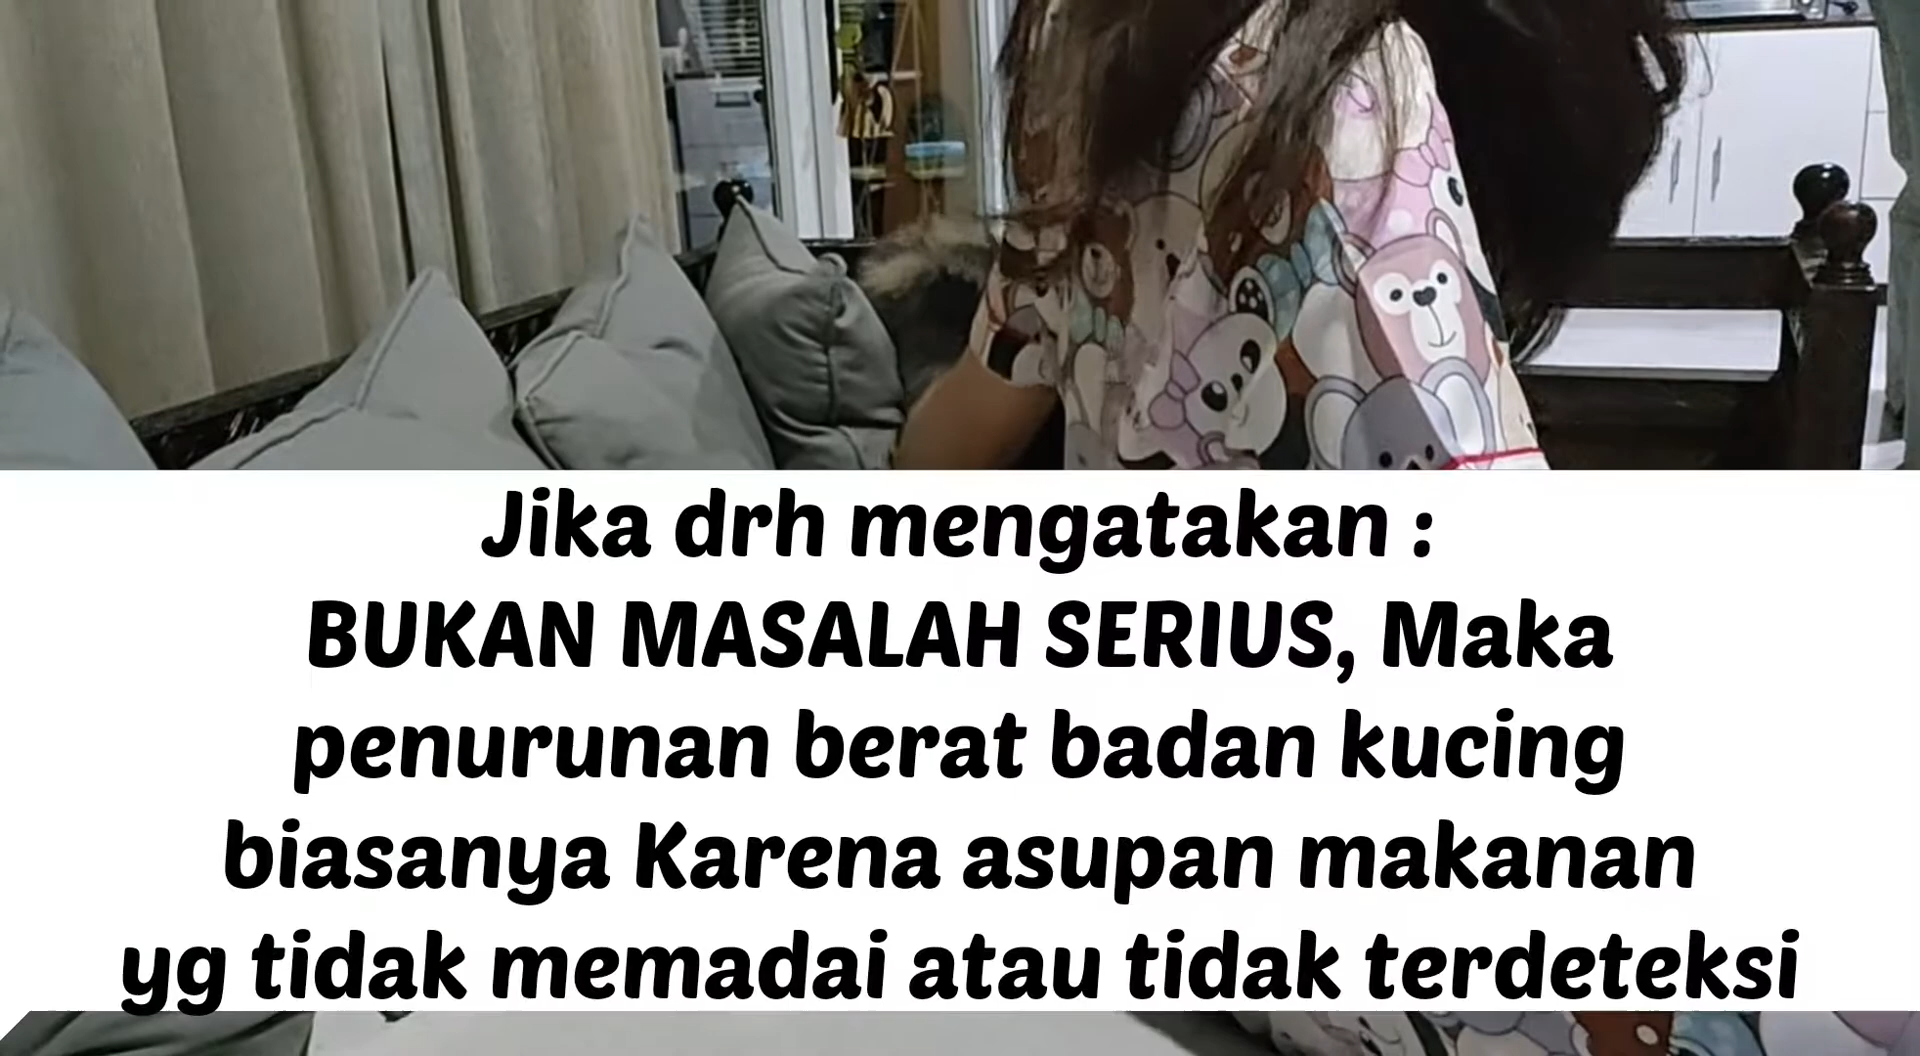 Jika drh mengatakan :
BUKAN MASALAH SERIUS, Maka
penurunan berat badan kucing
biasanya Karena asupan makanan
yg tidak memadai atau tidak terdeteksi